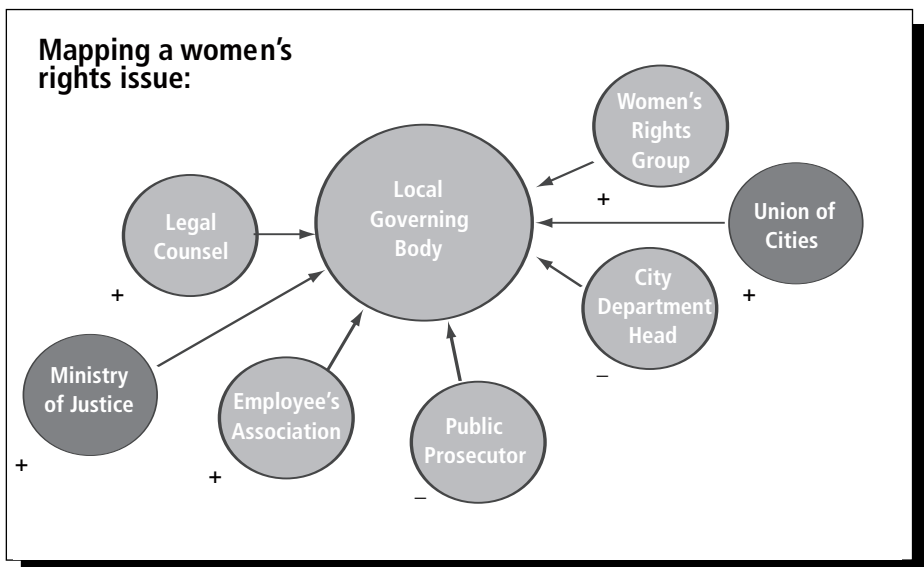 Mapping a women's
rights issue:
Women's
Rights
Group
+
Local
Governing
Body
Union of
Cities
+
Legal
Counsel
+
City
Department
Head
–
Ministry
of Justice
+
Employee's
Association
+
Public
Prosecutor
–